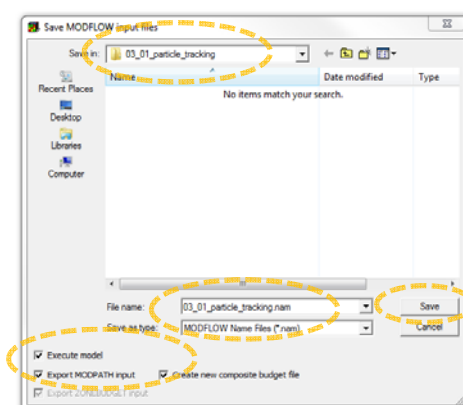 Save MODFLOW input files
Save in: 03_01_particle_tracking
Name Date modified Type
No items match your search.
Recent Places
Desktop
Libraries
Computer
File name: 03_01_particle_tracking.nam Save
Save as type: MODFLOW Name Files (*.nam) Cancel
Execute model
Export MODPATH input Create new composite budget file
Export ZONEBUDGET input